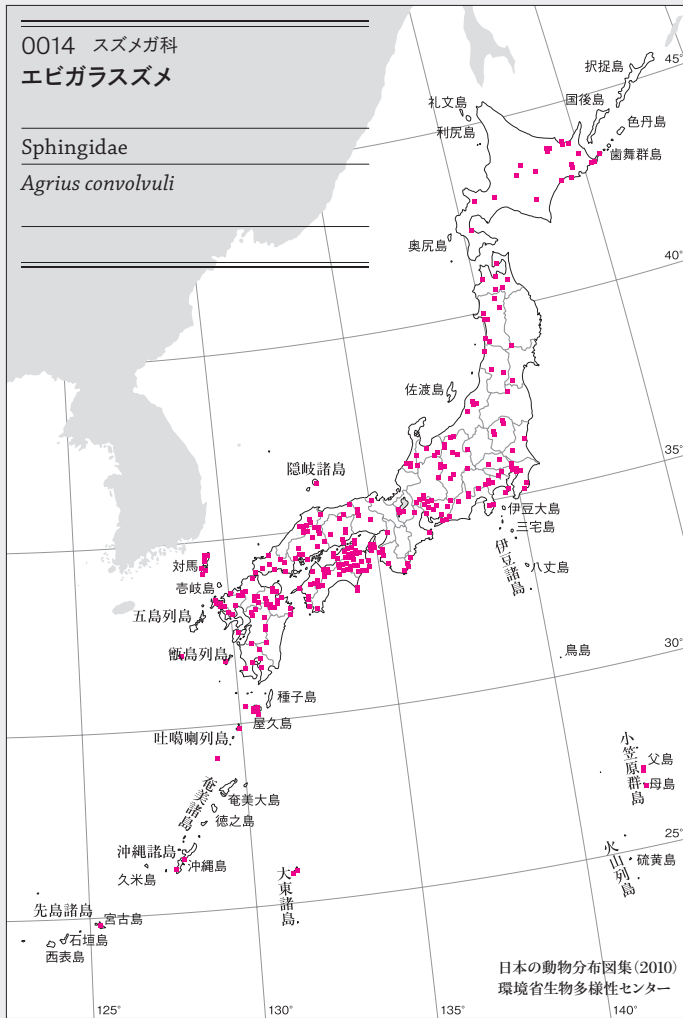 0014 スズメガ科
エビガラスズメ
Sphingidae
Agrius convolvuli
45°
択捉島
国後島
礼文島
色丹島
利尻島
歯舞群島
奥尻島
40°
佐渡島
35°
隠岐諸島
伊豆大島
三宅島
伊豆諸島
八丈島
対馬
壱岐島
五島列島
甑島列島
鳥島
30°
種子島
屋久島
吐噶喇列島
小笠原群島
父島
母島
奄美諸島
奄美大島
徳之島
25°
火山列島
硫黄島
沖縄諸島
沖縄島
久米島
大東諸島
先島諸島
宮古島
石垣島
西表島
日本の動物分布図集(2010)
環境省生物多様性センター
125°
130°
135°
140°